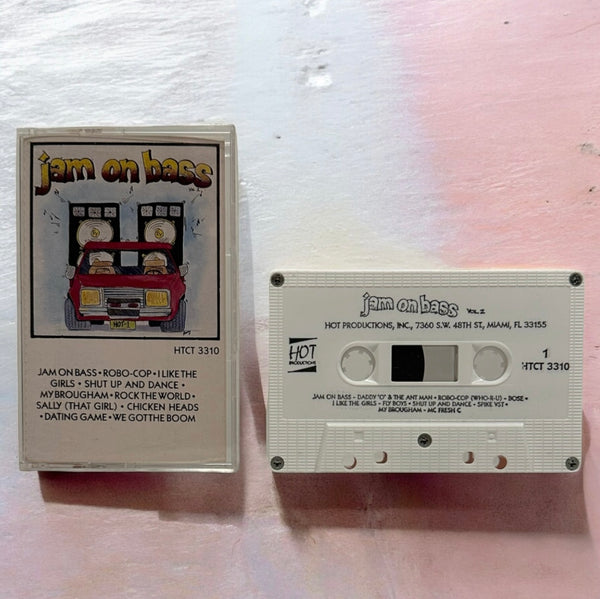 jam on bass
VOL. 2
HOT-1
HTCT 3310
JAM ON BASS • ROBO-COP • I LIKE THE
GIRLS • SHUT UP AND DANCE •
MY BROUGHAM • ROCK THE WORLD •
SALLY (THAT GIRL) • CHICKEN HEADS
• DATING GAME • WE GOT THE BOOM
jam on bass VOL. 2
HOT PRODUCTIONS, INC., 7360 S.W. 48TH ST, MIAMI, FL 33155
HOT
PRODUCTIONS
1
HTCT 3310
JAM ON BASS - DADDY "O" & THE ANT MAN • ROBO-COP (WHO-R-U) - BOSE •
I LIKE THE GIRLS - FLY BOYS • SHUT UP AND DANCE - SPIKE VST •
MY BROUGHAM - MC FRESH C